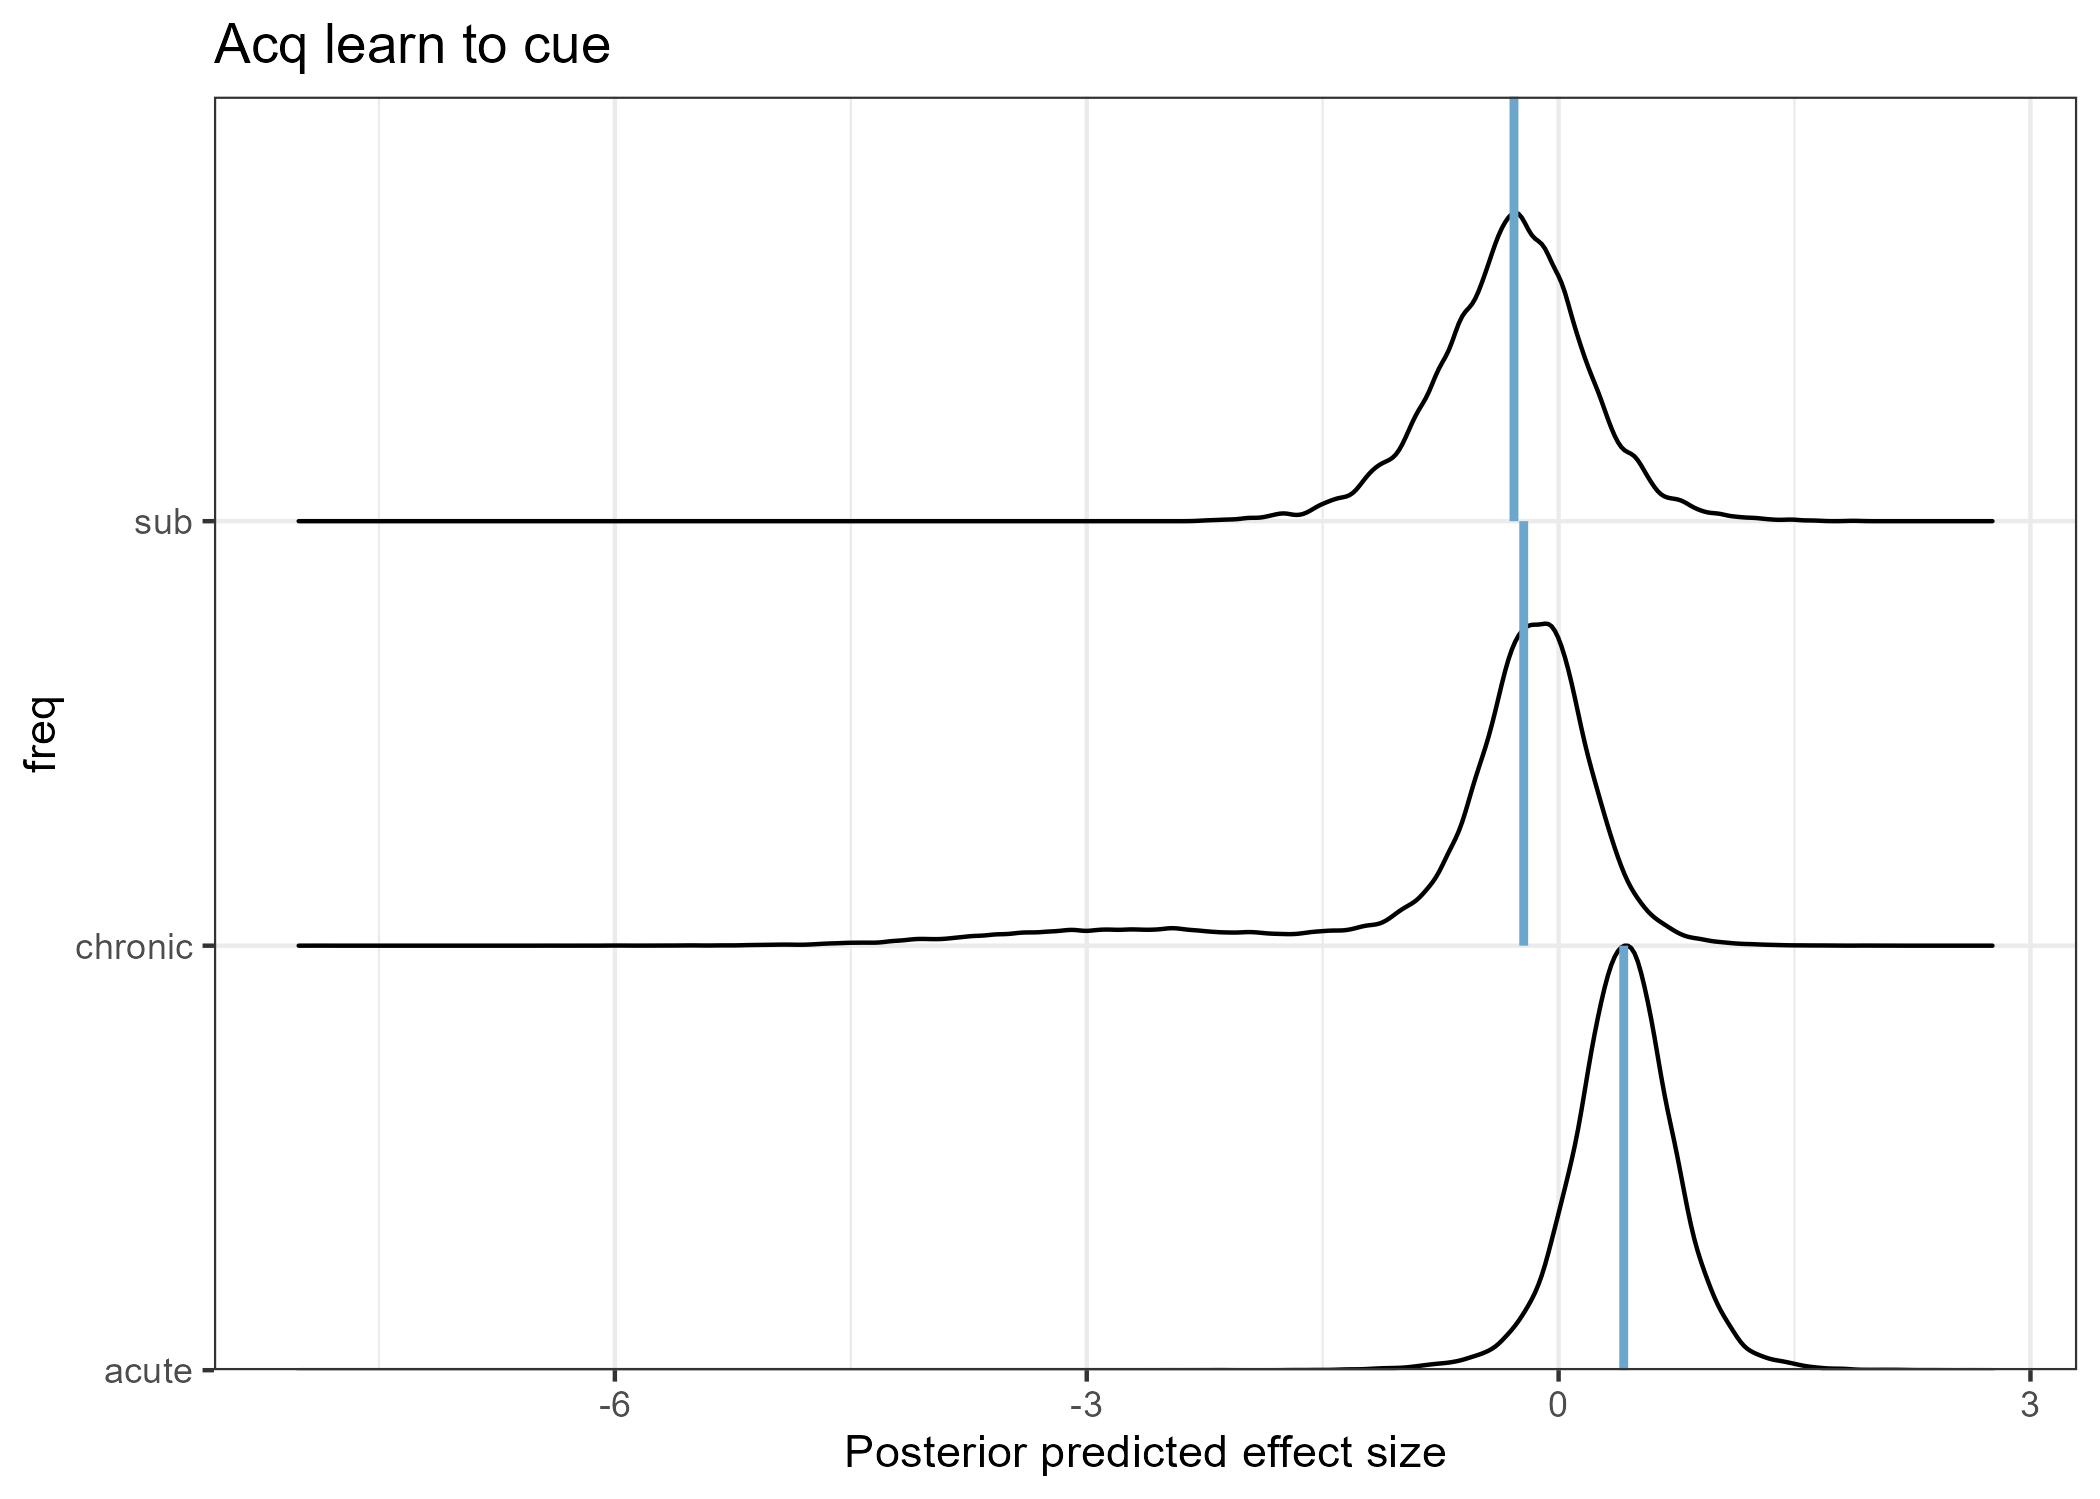 Acq learn to cue
freq
sub
chronic
acute
-6 -3 0 3
Posterior predicted effect size